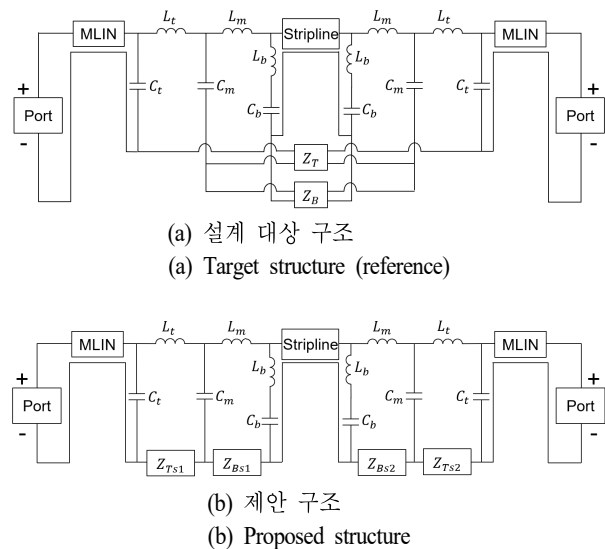 L_t L_m L_m L_t
MLIN Stripline MLIN
L_b L_b
C_t C_m C_m C_t
C_b C_b
+ +
Port Port
- -
Z_T
Z_B
(a) 설계 대상 구조
(a) Target structure (reference)
L_t L_m L_m L_t
MLIN Stripline MLIN
L_b L_b
+ +
C_t C_m C_m C_t
Port Port
C_b C_b
- -
Z_Ts1 Z_Bs1 Z_Bs2 Z_Ts2
(b) 제안 구조
(b) Proposed structure